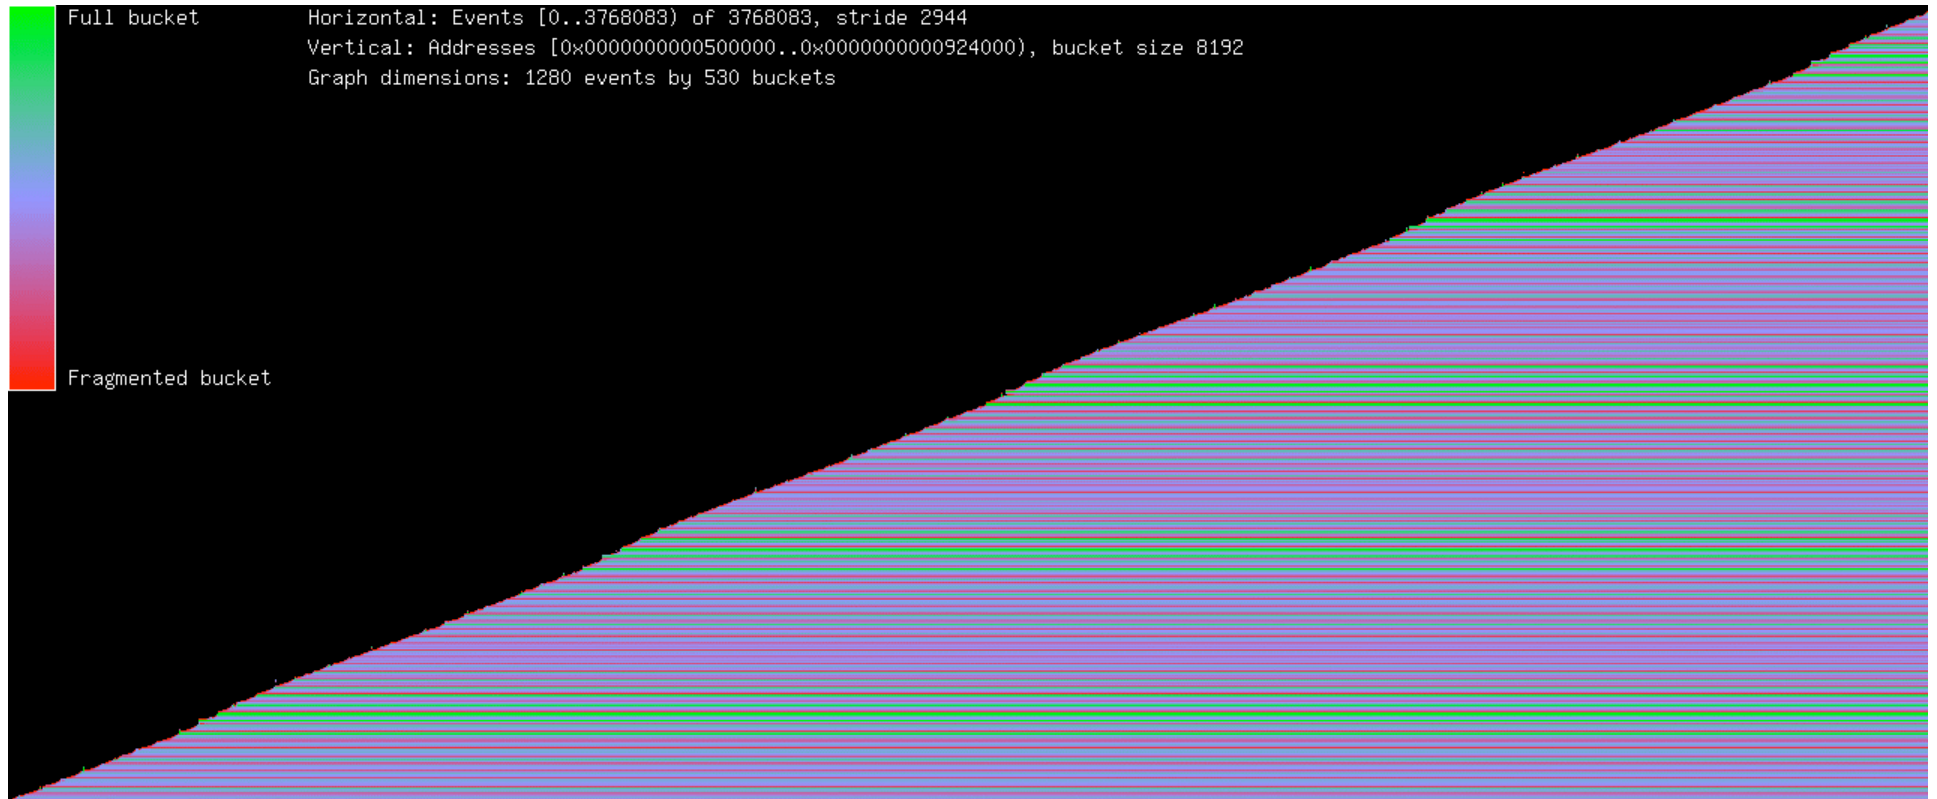 Full bucket
Horizontal: Events [0..3768083) of 3768083, stride 2944
Vertical: Addresses [0x0000000000500000..0x0000000000924000), bucket size 8192
Graph dimensions: 1280 events by 530 buckets
Fragmented bucket